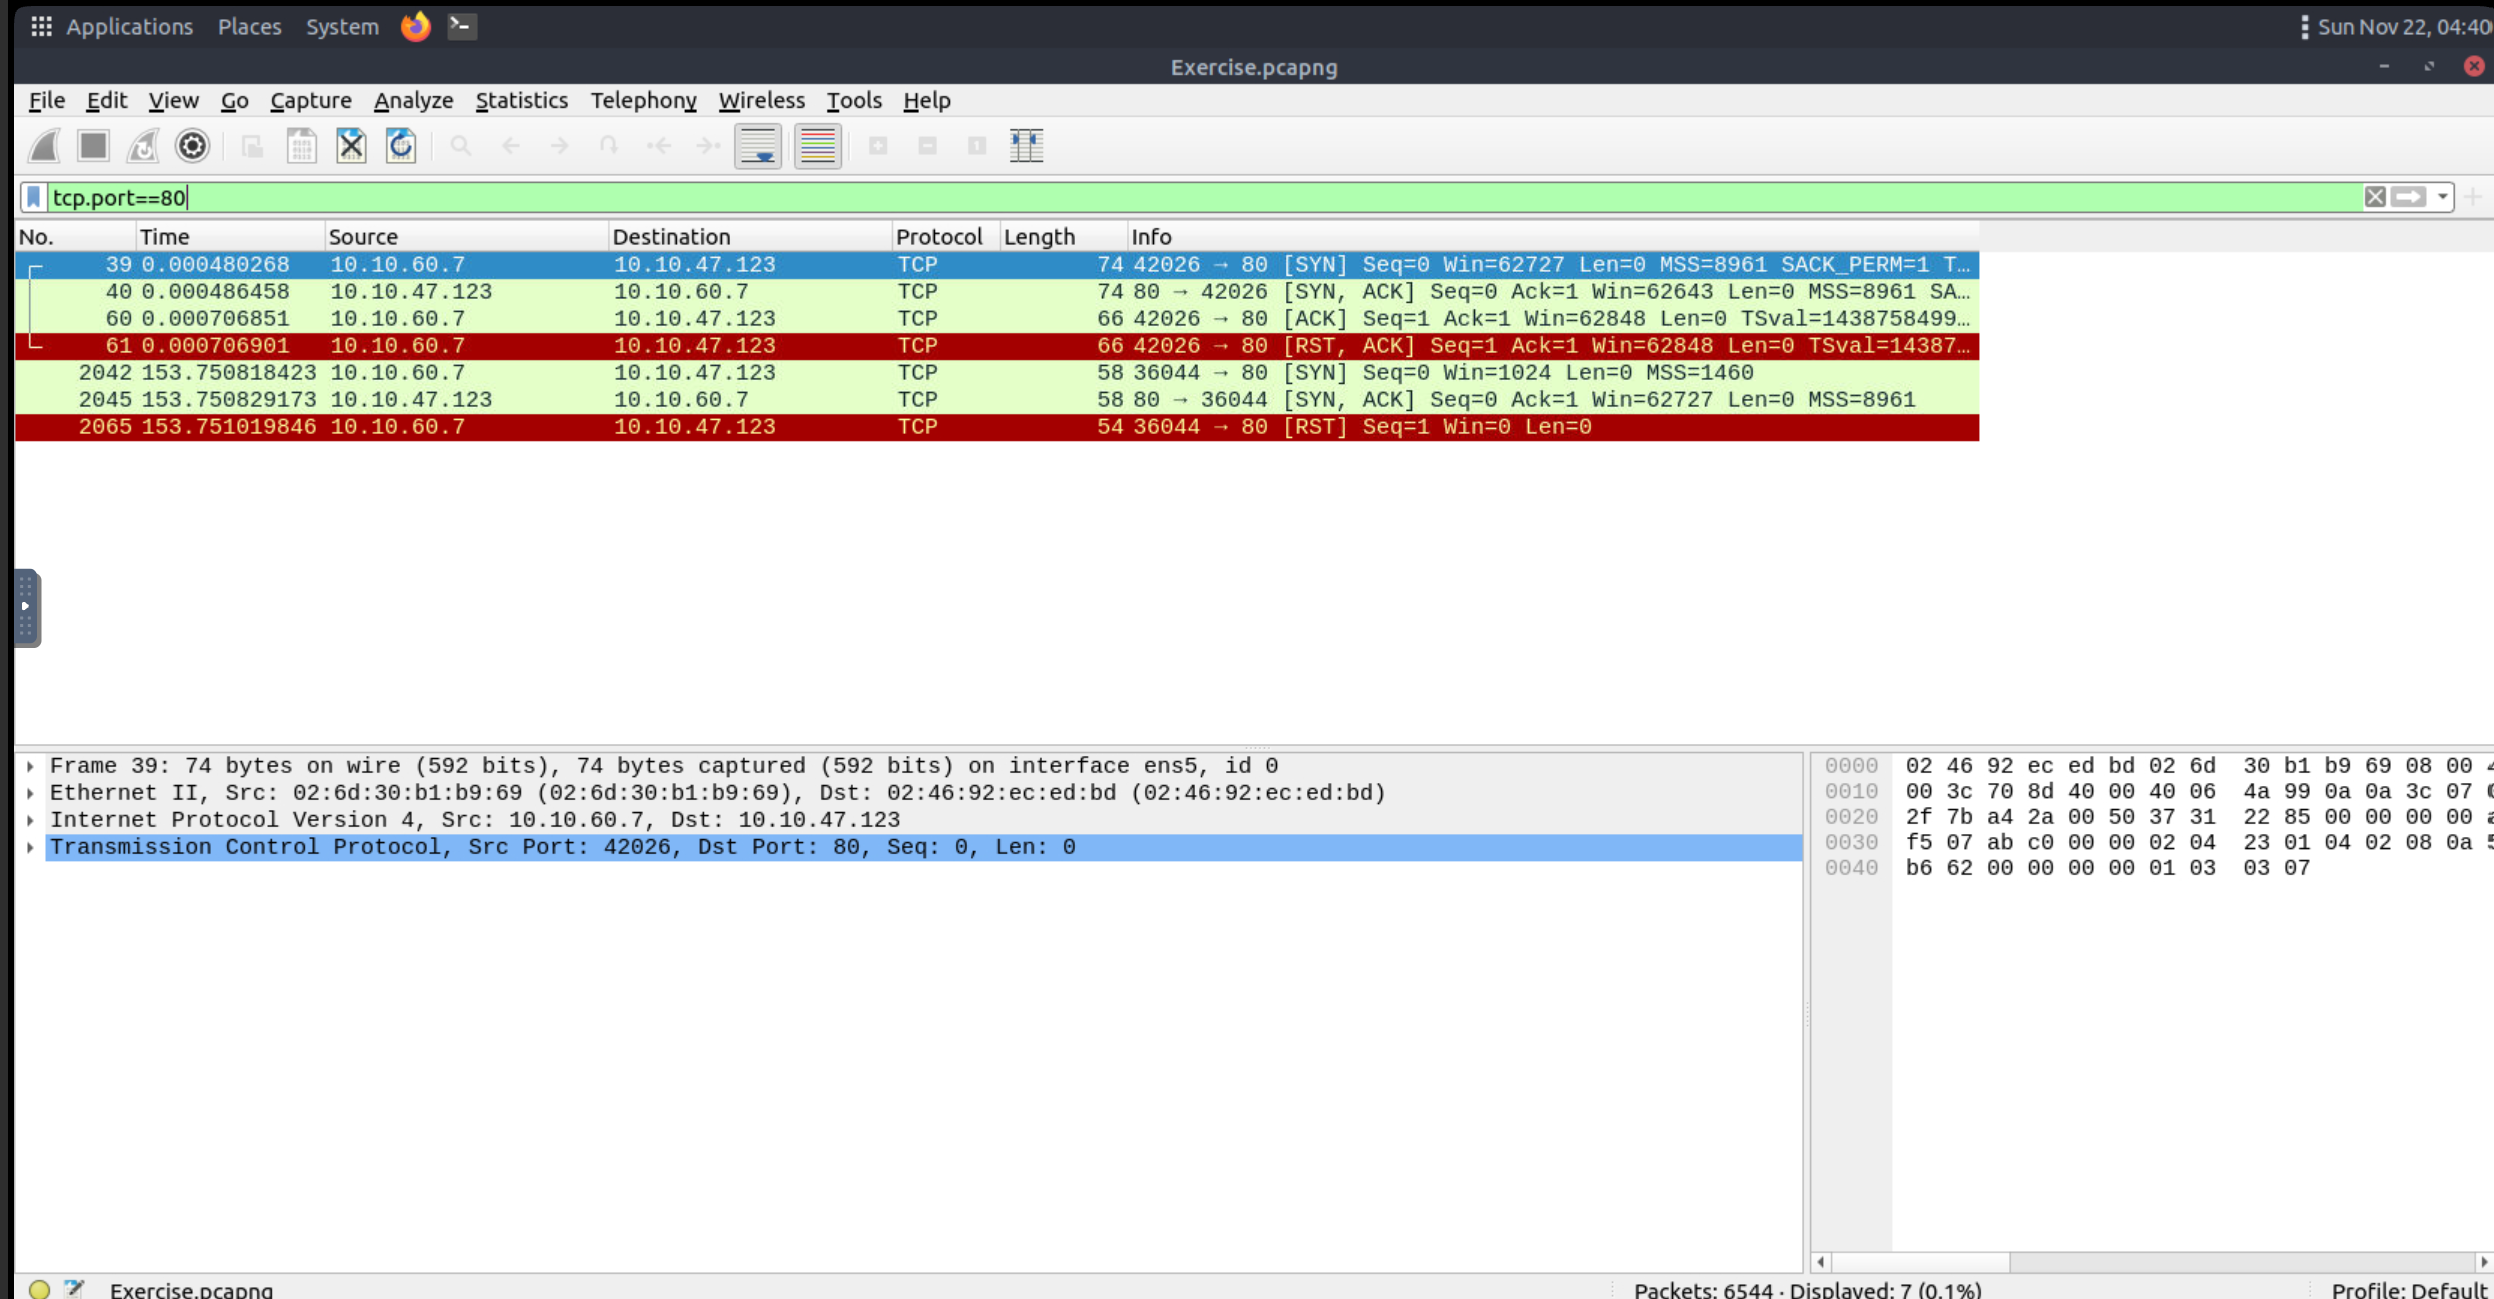 Applications Places System Sun Nov 22, 04:40
Exercise.pcapng
File Edit View Go Capture Analyze Statistics Telephony Wireless Tools Help
tcp.port==80
No. Time Source Destination Protocol Length Info
39 0.000480268 10.10.60.7 10.10.47.123 TCP 74 42026 → 80 [SYN] Seq=0 Win=62727 Len=0 MSS=8961 SACK_PERM=1 T…
40 0.000486458 10.10.47.123 10.10.60.7 TCP 74 80 → 42026 [SYN, ACK] Seq=0 Ack=1 Win=62643 Len=0 MSS=8961 SA…
60 0.000706851 10.10.60.7 10.10.47.123 TCP 66 42026 → 80 [ACK] Seq=1 Ack=1 Win=62848 Len=0 TSval=1438758499…
61 0.000706901 10.10.60.7 10.10.47.123 TCP 66 42026 → 80 [RST, ACK] Seq=1 Ack=1 Win=62848 Len=0 TSval=14387…
2042 153.750818423 10.10.60.7 10.10.47.123 TCP 58 36044 → 80 [SYN] Seq=0 Win=1024 Len=0 MSS=1460
2045 153.750829173 10.10.47.123 10.10.60.7 TCP 58 80 → 36044 [SYN, ACK] Seq=0 Ack=1 Win=62727 Len=0 MSS=8961
2065 153.751019846 10.10.60.7 10.10.47.123 TCP 54 36044 → 80 [RST] Seq=1 Win=0 Len=0
Frame 39: 74 bytes on wire (592 bits), 74 bytes captured (592 bits) on interface ens5, id 0
Ethernet II, Src: 02:6d:30:b1:b9:69 (02:6d:30:b1:b9:69), Dst: 02:46:92:ec:ed:bd (02:46:92:ec:ed:bd)
Internet Protocol Version 4, Src: 10.10.60.7, Dst: 10.10.47.123
Transmission Control Protocol, Src Port: 42026, Dst Port: 80, Seq: 0, Len: 0
0000 02 46 92 ec ed bd 02 6d 30 b1 b9 69 08 00
0010 00 3c 70 8d 40 00 40 06 4a 99 0a 0a 3c 07
0020 2f 7b a4 2a 00 50 37 31 22 85 00 00 00 00
0030 f5 07 ab c0 00 00 02 04 23 01 04 02 08 0a
0040 b6 62 00 00 00 00 01 03 03 07
Exercise.pcapng Packets: 6544 · Displayed: 7 (0.1%) Profile: Default